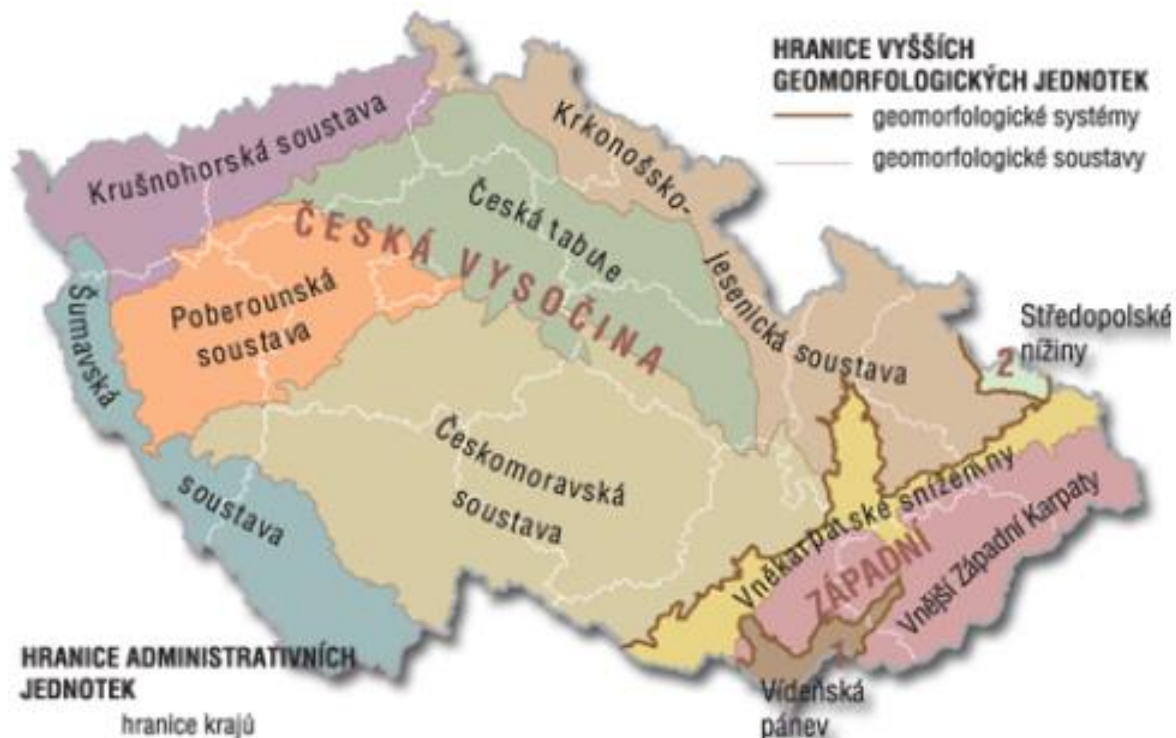 HRANICE VYŠŠÍCH
GEOMORFOLOGICKÝCH JEDNOTEK
geomorfologické systémy
geomorfologické soustavy
Krušnohorská soustava
Krkonošsko-
jesenická soustava
Česká tabule
ČESKÁ VYSOČINA
Poberounská
soustava
Šumavská
soustava
Středopolské
nížiny
2
Českomoravská
soustava
Vněkarpatské sníženiny
ZÁPADNÍ
Vnější Západní Karpaty
1
Vídeňská
pánev
HRANICE ADMINISTRATIVNÍCH
JEDNOTEK
hranice krajů